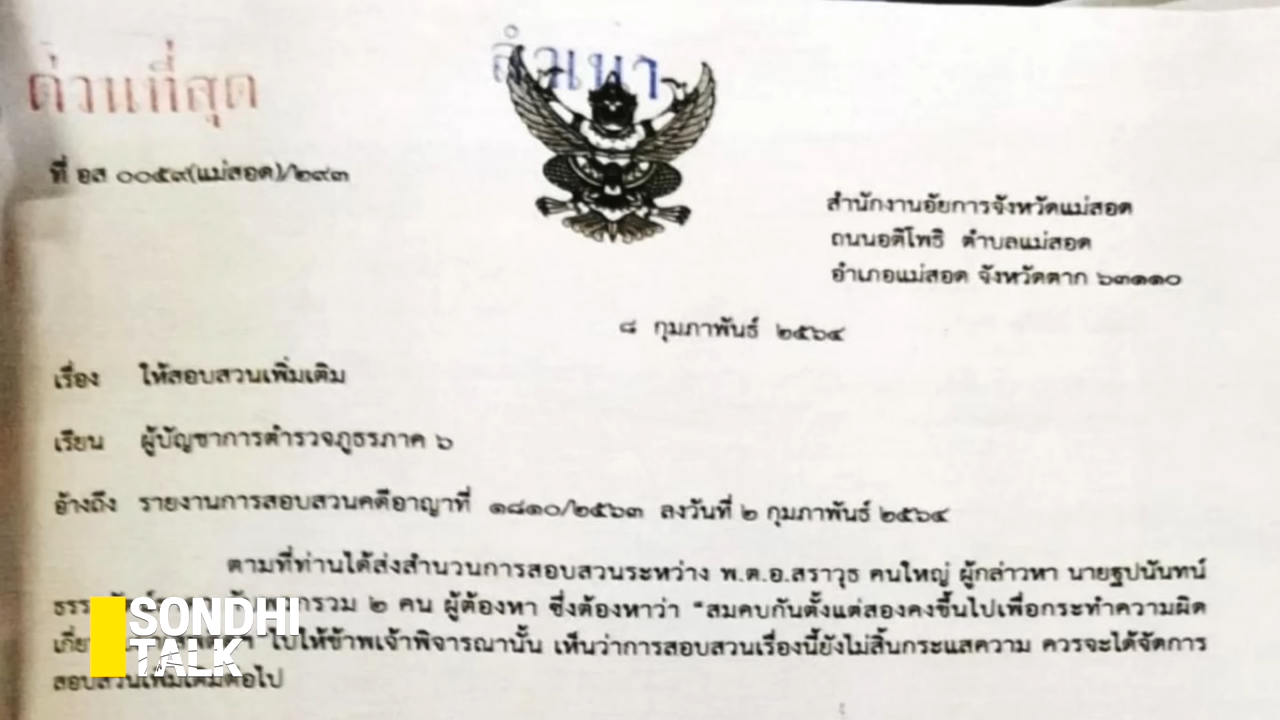 ด่วนที่สุด
สำเนา
ที่ อส ๐๐๕๙(แม่สอด)/๒๙๓
สำนักงานอัยการจังหวัดแม่สอด
ถนนอดีโพธิ ตำบลแม่สอด
อำเภอแม่สอด จังหวัดตาก ๖๓๑๑๐
๘ กุมภาพันธ์ ๒๕๖๔
เรื่อง ให้สอบสวนเพิ่มเติม
เรียน ผู้บัญชาการตำรวจภูธรภาค ๖
อ้างถึง รายงานการสอบสวนคดีอาญาที่ ๑๘๑๐/๒๕๖๓ ลงวันที่ ๒ กุมภาพันธ์ ๒๕๖๔
ตามที่ท่านได้ส่งสำนวนการสอบสวนระหว่าง พ.ต.อ.สราวุธ คนใหญ่ ผู้กล่าวหา นายฐปนันทน์
รวม ๒ คน ผู้ต้องหา ซึ่งต้องหาว่า "สมคบกันตั้งแต่สองคงขึ้นไปเพื่อกระทำความผิด
ไปให้ข้าพเจ้าพิจารณานั้น เห็นว่าการสอบสวนเรื่องนี้ยังไม่สิ้นกระแสความ ควรจะได้จัดการ
สอบสวนเพิ่มเติมต่อไป
SONDHI
TALK